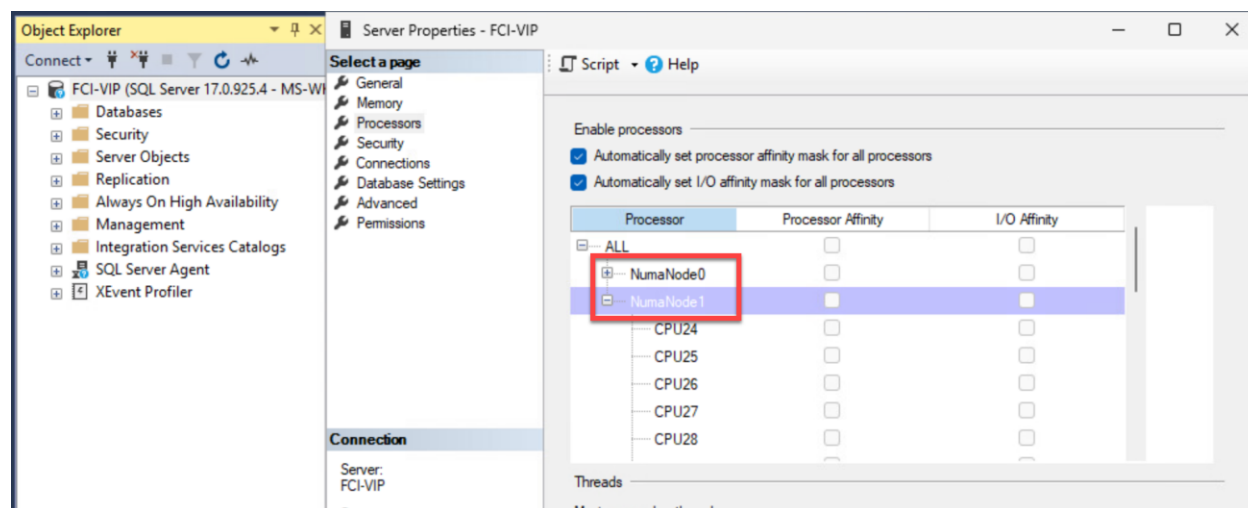 Object Explorer
Connect
FCI-VIP (SQL Server 17.0.925.4 - MS-WI
Databases
Security
Server Objects
Replication
Always On High Availability
Management
Integration Services Catalogs
SQL Server Agent
XEvent Profiler
Server Properties - FCI-VIP
Select a page
General
Memory
Processors
Security
Connections
Database Settings
Advanced
Permissions
Connection
Server:
FCI-VIP
Script Help
Enable processors
Automatically set processor affinity mask for all processors
Automatically set I/O affinity mask for all processors
Processor Processor Affinity I/O Affinity
ALL
NumaNode0
NumaNode1
CPU24
CPU25
CPU26
CPU27
CPU28
Threads